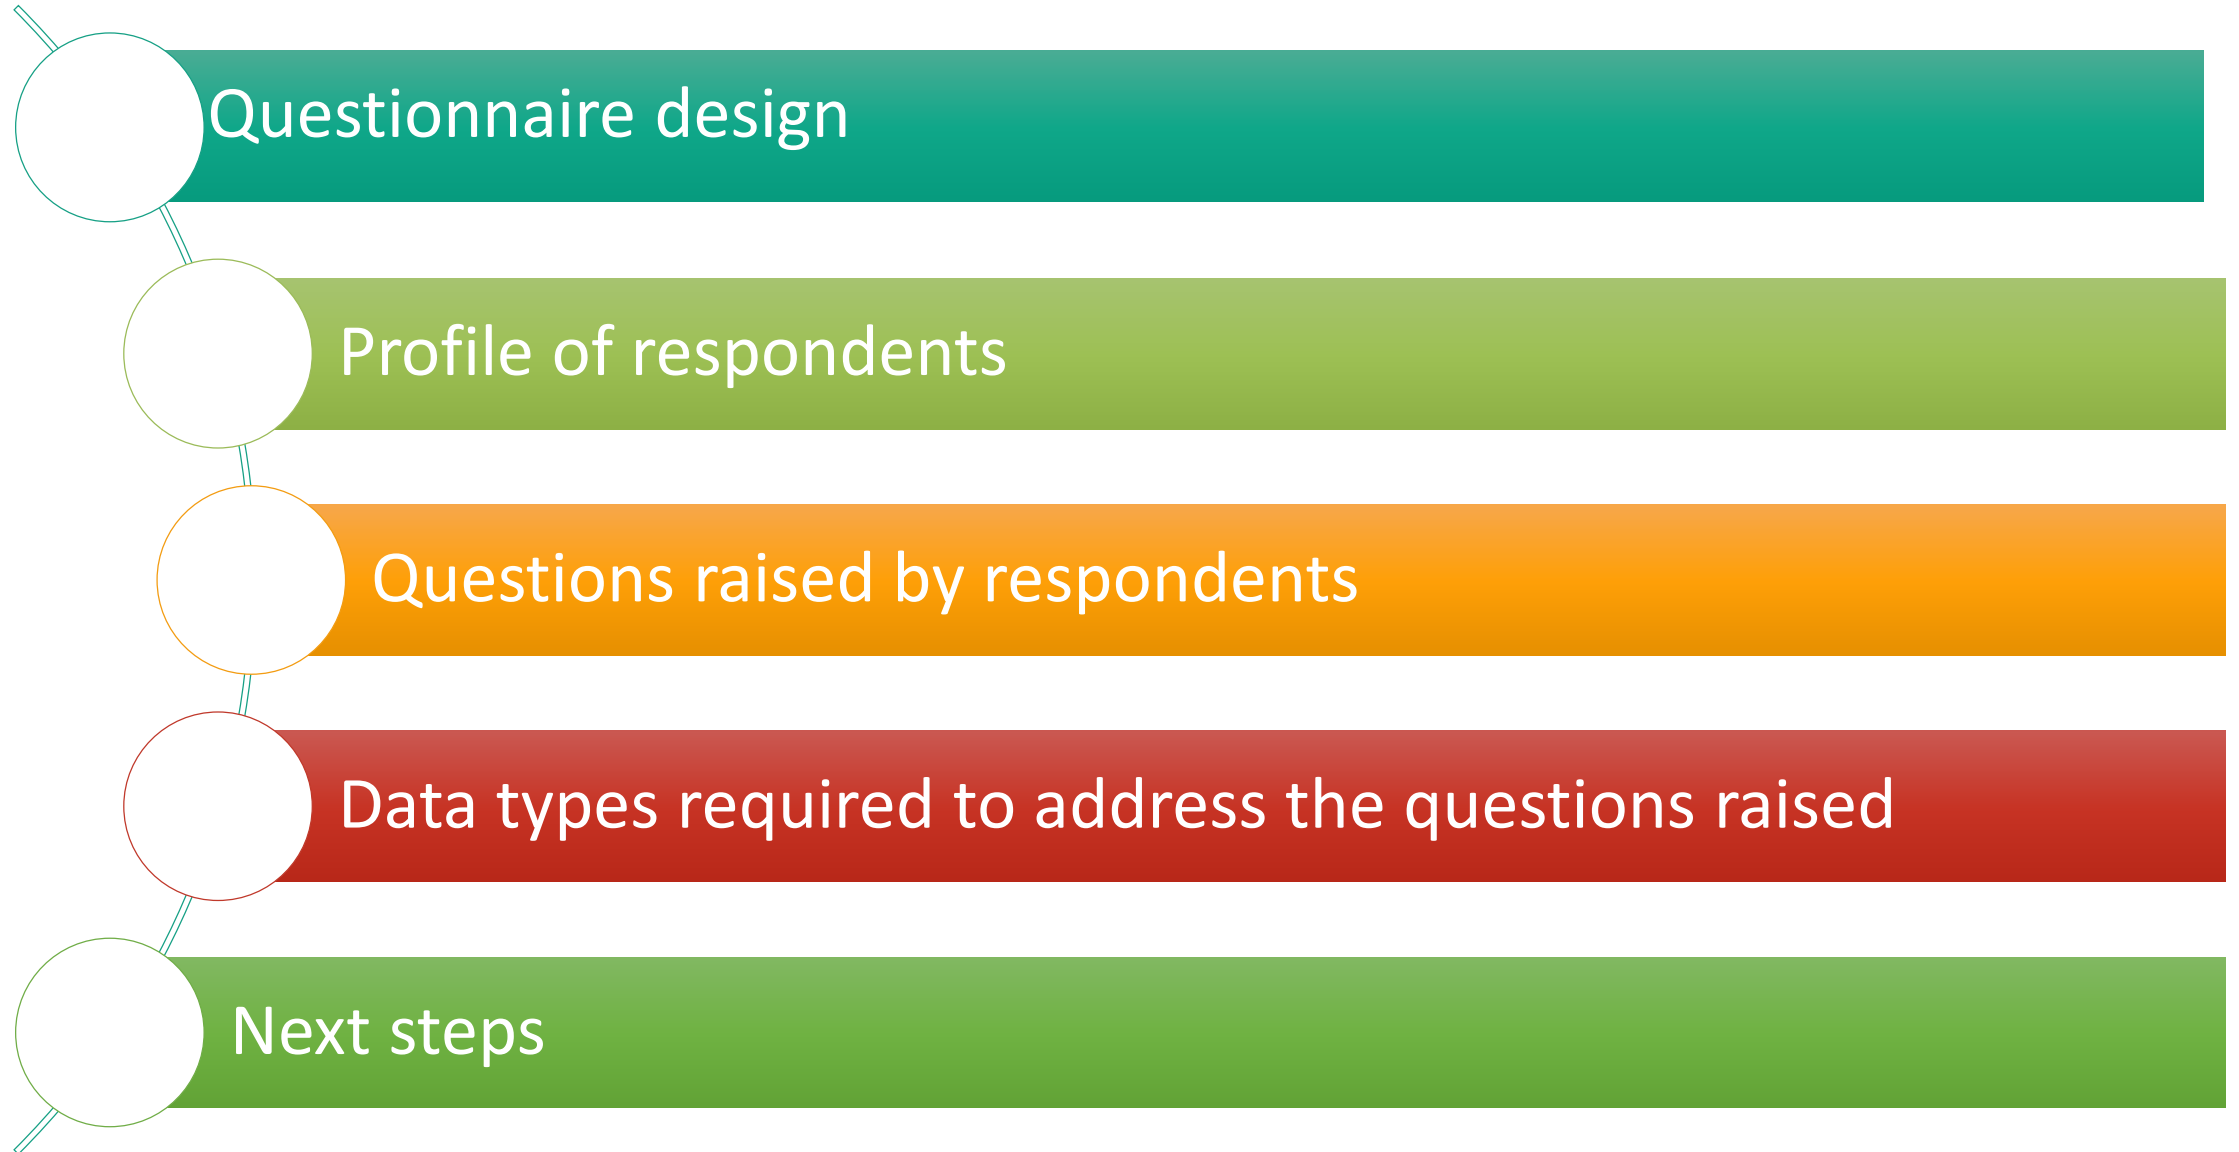 Questionnaire design
Profile of respondents
Questions raised by respondents
Data types required to address the questions raised
Next steps